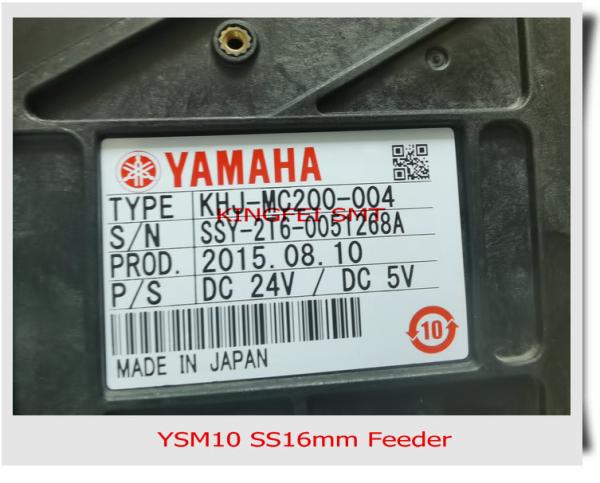 YAMAHA
TYPE KHJ-MC200-004
KINGFEI SMT
S/N SSY-2T6-0051268A
PROD. 2015.08.10
P/S DC 24V / DC 5V
10
MADE IN JAPAN
YSM10 SS16mm Feeder